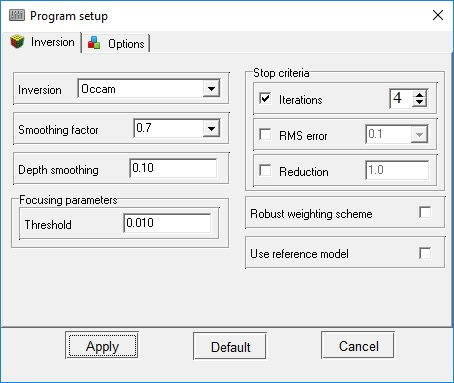 Program setup
Inversion
Options
Inversion
Occam
Smoothing factor
0.7
Depth smoothing
0.10
Focusing parameters
Threshold
0.010
Stop criteria
Iterations
4
RMS error
0.1
Reduction
1.0
Robust weighting scheme
Use reference model
Apply
Default
Cancel